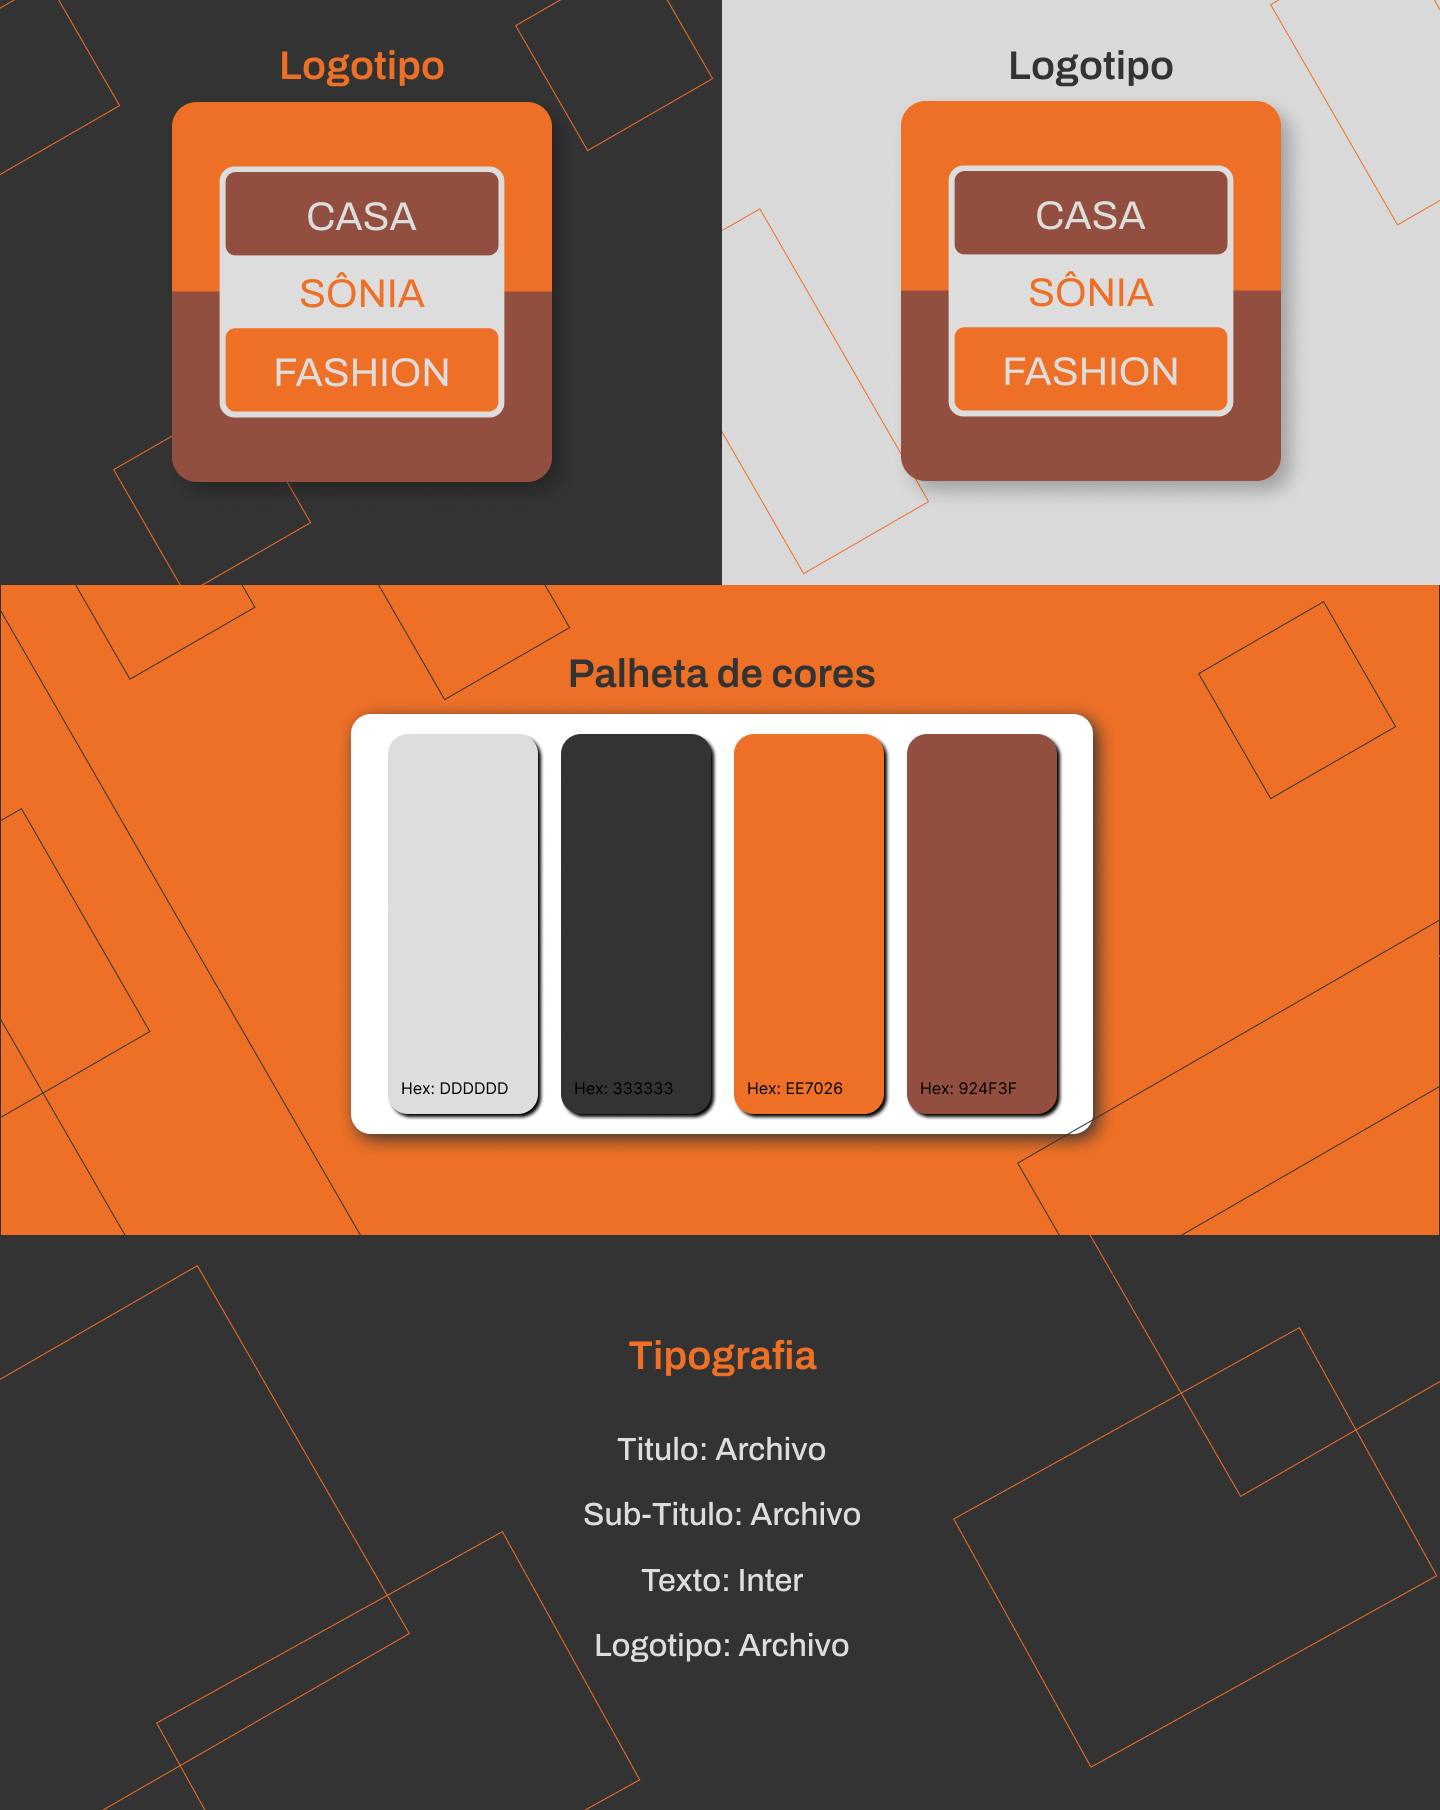 Logotipo
CASA
SÔNIA
FASHION
Logotipo
CASA
SÔNIA
FASHION
Palheta de cores
Hex: DDDDDD
Hex: 333333
Hex: EE7026
Hex: 924F3F
Tipografia
Titulo: Archivo
Sub-Titulo: Archivo
Texto: Inter
Logotipo: Archivo